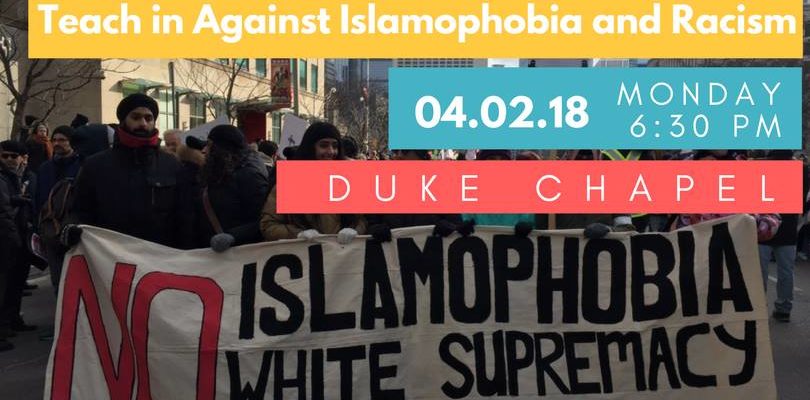 Teach in Against Islamophobia and Racism
04.02.18
MONDAY
6:30 PM
DUKE CHAPEL
NO ISLAMOPHOBIA
WHITE SUPREMACY